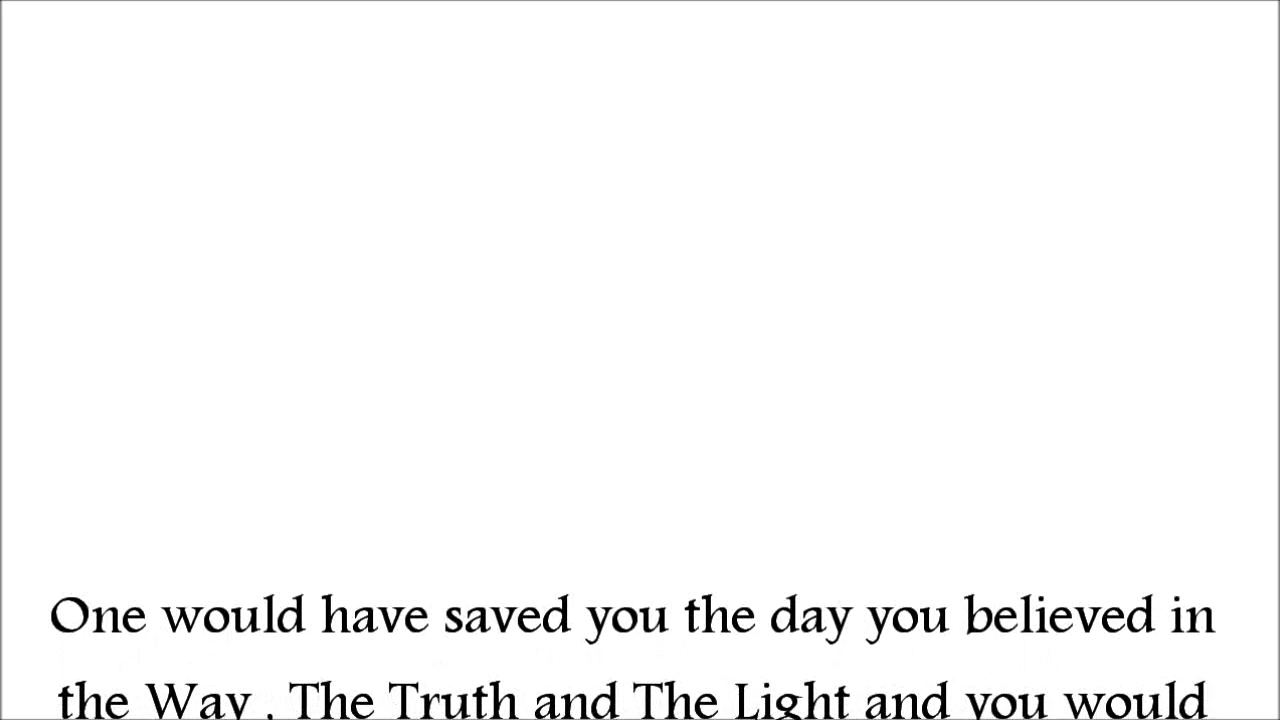 One would have saved you the day you believed in
the Way , The Truth and The Light and you would